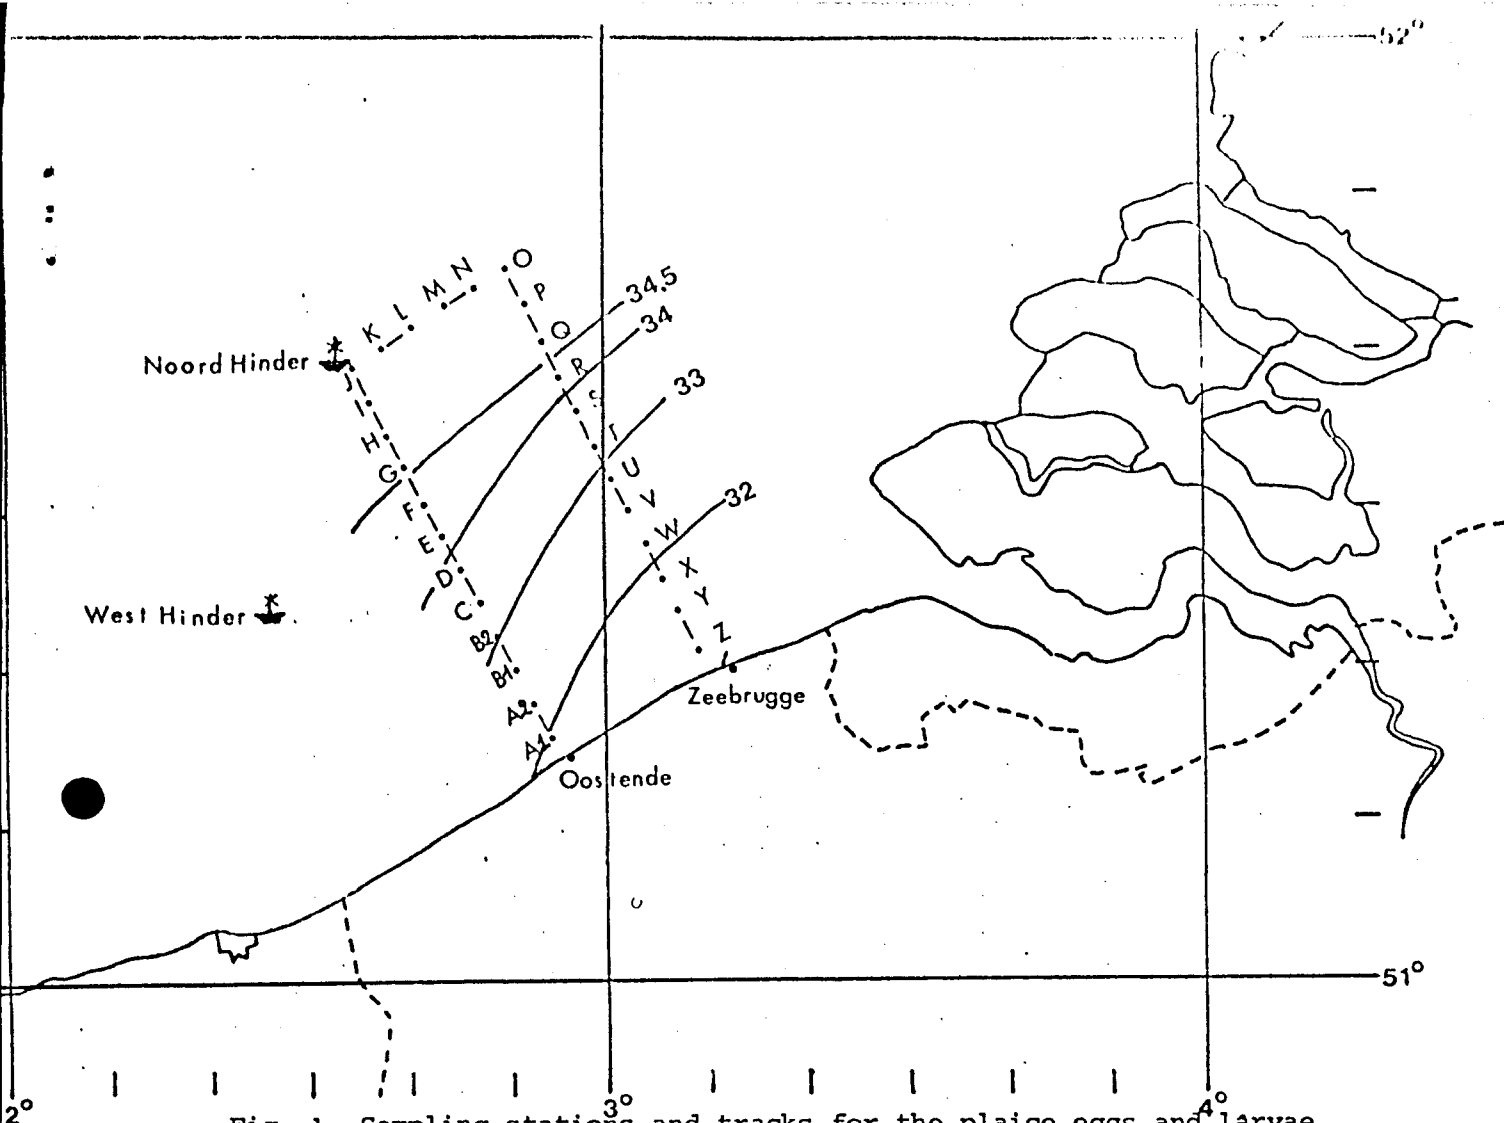 52°
O
N
M
P
L
34.5
K
Q
34
Noord Hinder
R
J
33
S
H
T
G
U
32
V
F
W
E
X
D
Y
West Hinder
C
Z
B2
B1
Zeebrugge
A2
A1
Oostende
51°
2°
3°
4°
Fig. 1 Sampling stations and tracks for the plaice eggs and larvae